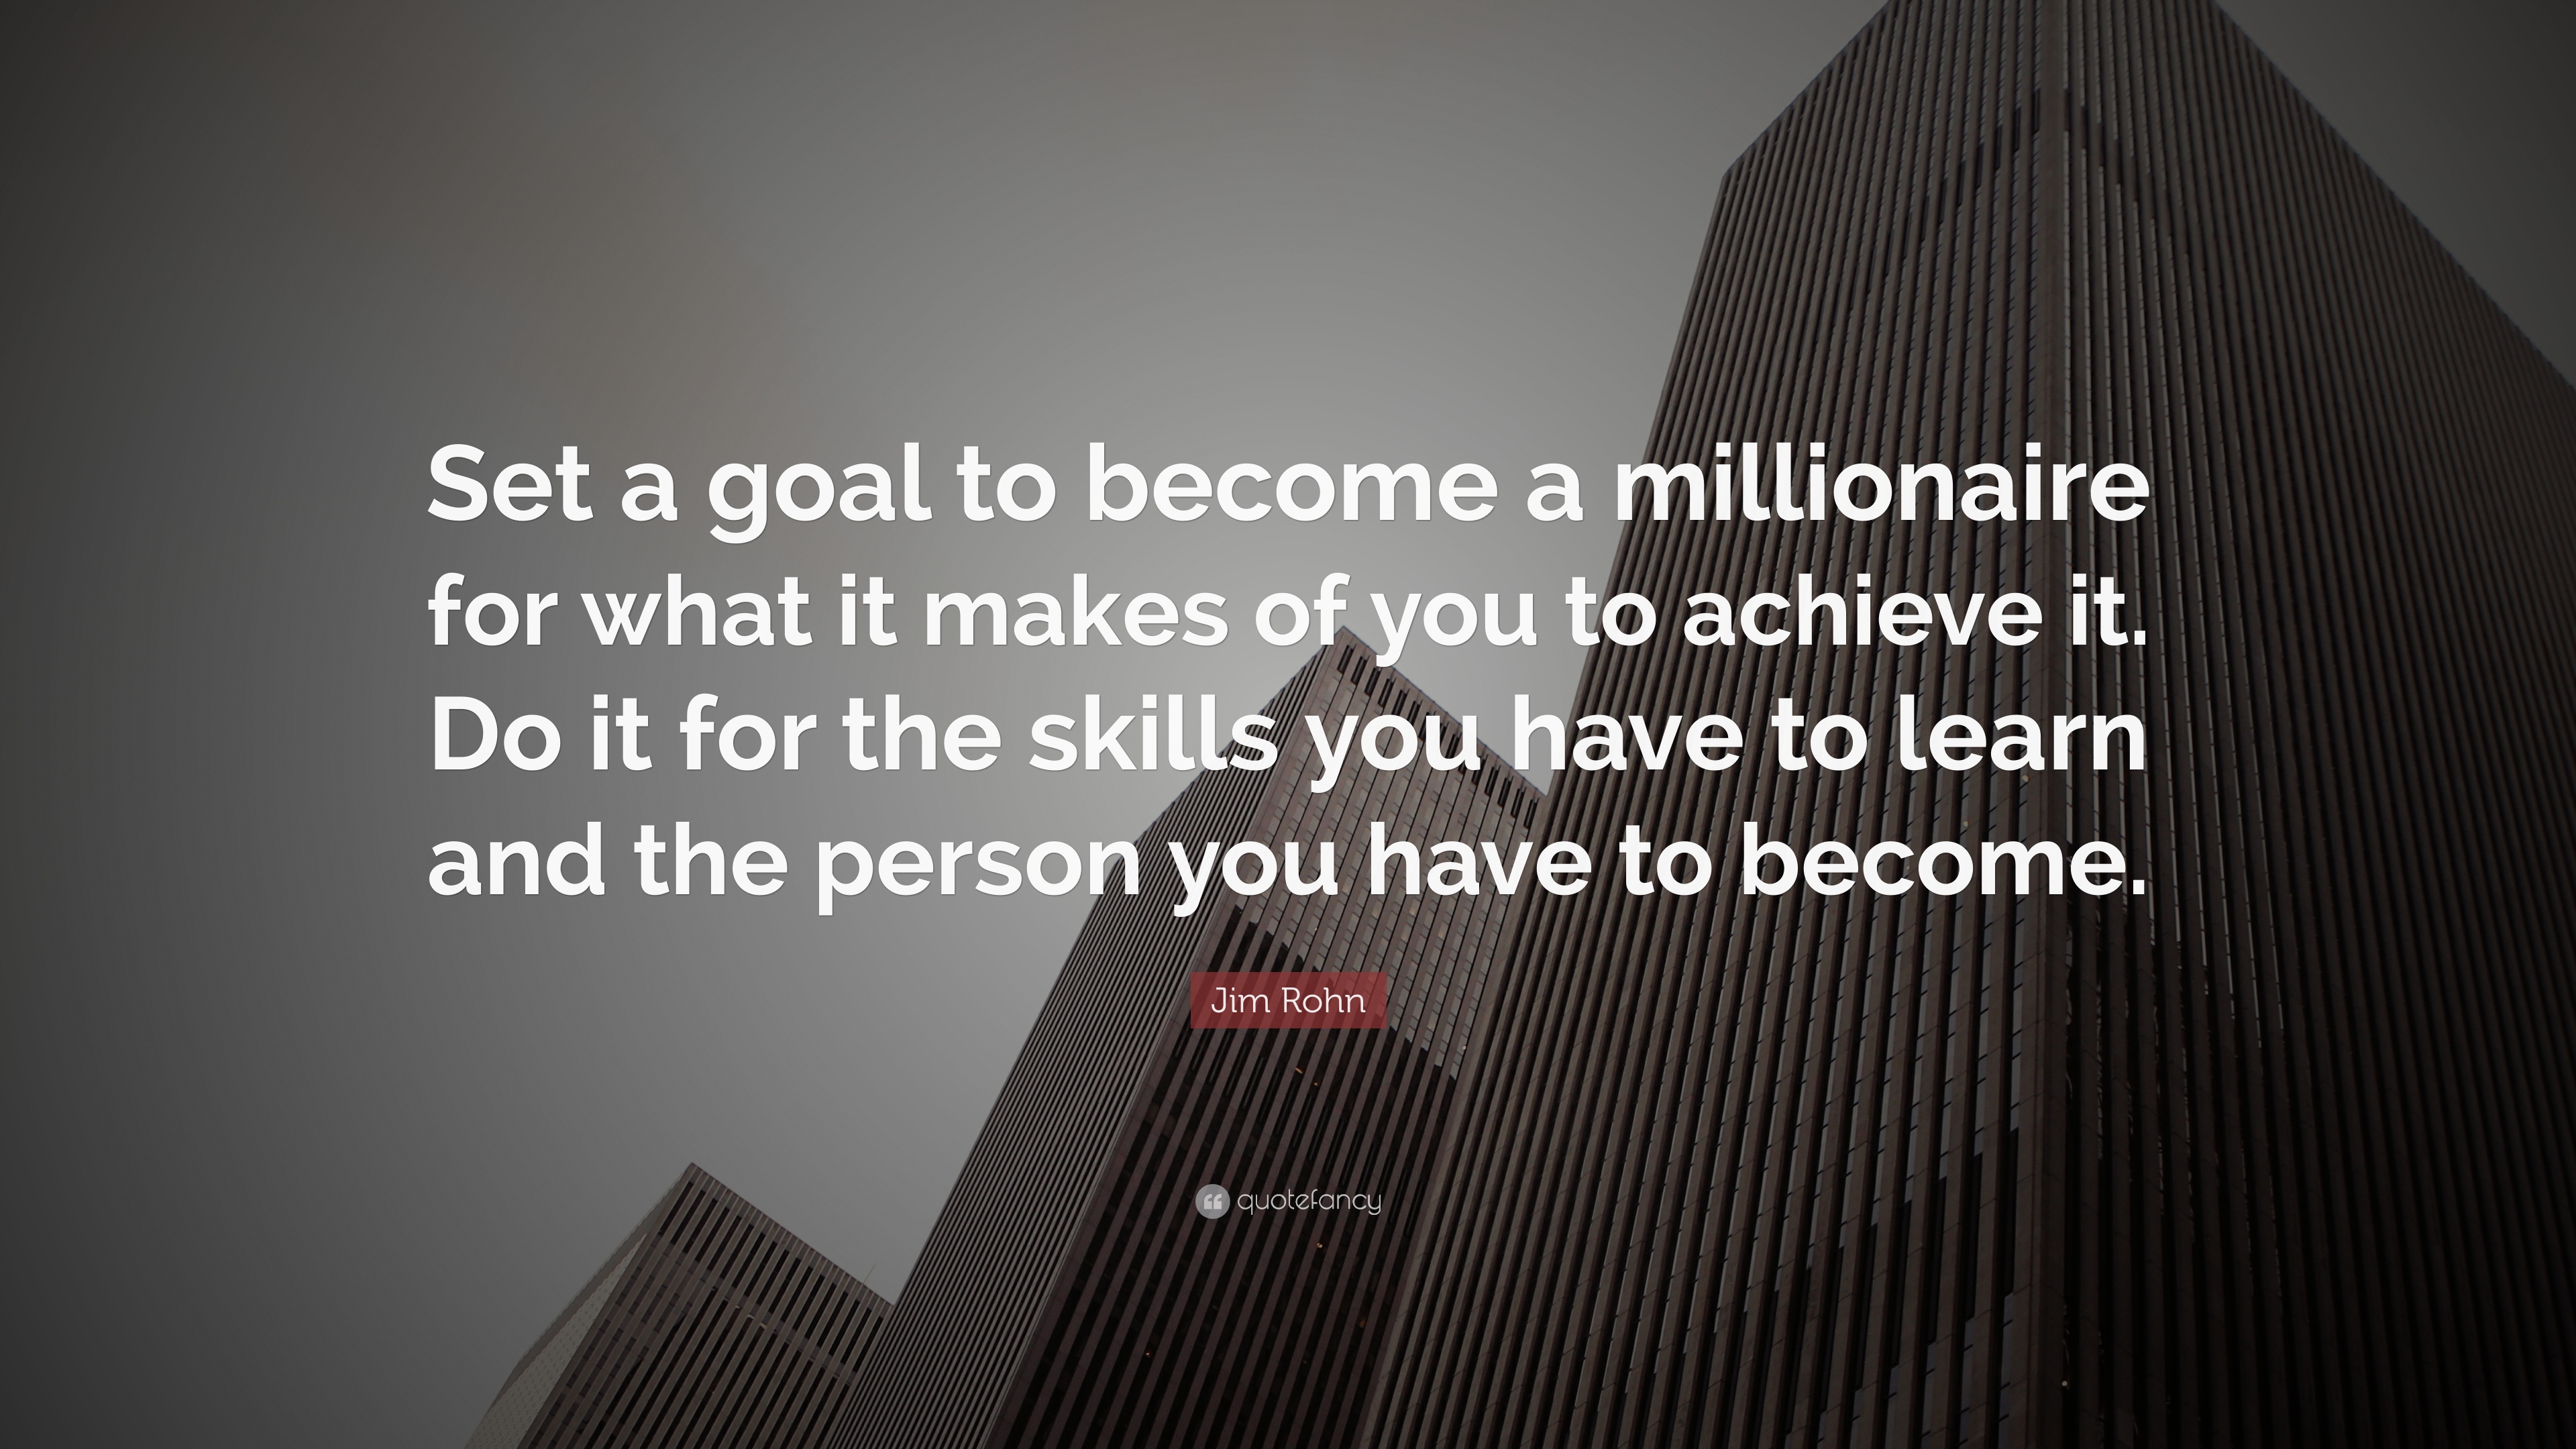 Set a goal to become a millionaire
for what it makes of you to achieve it.
Do it for the skills you have to learn
and the person you have to become.
Jim Rohn
quotefancy